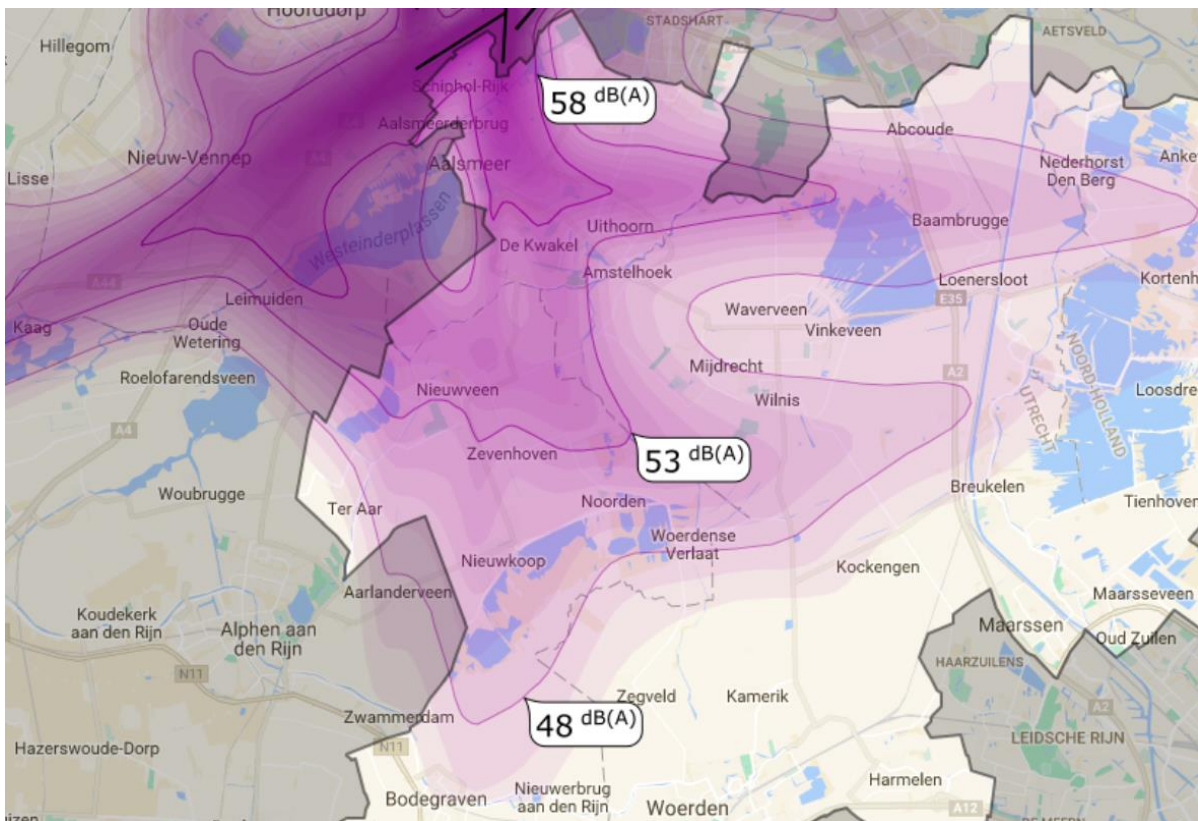 Hoofddorp
STADSHART
AETSVELD
Hillegom
Schiphol-Rijk
58 dB(A)
Aalsmeerderbrug
Abcoude
Nieuw-Vennep
Aalsmeer
Nederhorst
Den Berg
Anke
Lisse
Westeinderplassen
Uithoorn
Baambrugge
De Kwakel
Amstelhoek
Loenersloot
Kortenh
A44
Leimuiden
E35
Kaag
Oude
Wetering
Waverveen
Vinkeveen
NOORD-HOLLAND
UTRECHT
Roelofarendsveen
Nieuwveen
Mijdrecht
A2
Loosdre
Wilnis
A4
Zevenhoven
53 dB(A)
Woubrugge
Ter Aar
Noorden
Breukelen
Tienhoven
Woerdense
Verlaat
Nieuwkoop
Kockengen
Aarlanderveen
Maarsseveen
Koudekerk
aan den Rijn
Alphen aan
den Rijn
Maarssen
Oud Zuilen
N11
HAARZUILENS
Zwammerdam
Zegveld
Kamerik
A2
48 dB(A)
Hazerswoude-Dorp
N11
LEIDSCHE RIJN
Bodegraven
Nieuwerbrug
aan den Rijn
Woerden
Harmelen
A12
DE MEERN